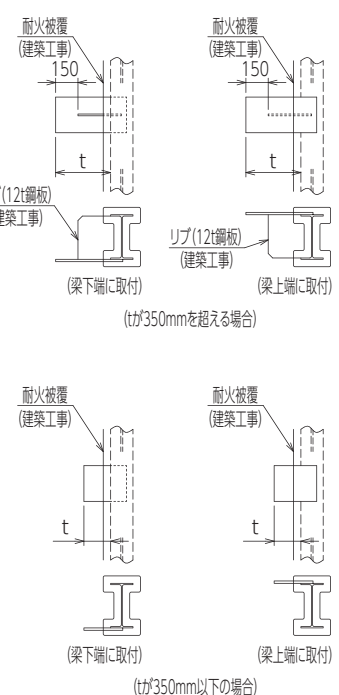 耐火被覆
(建築工事)
150
t
(12t鋼板)
建築工事)
(梁下端に取付)
耐火被覆
(建築工事)
150
t
リブ(12t鋼板)
(建築工事)
(梁上端に取付)
(tが350mmを超える場合)
耐火被覆
(建築工事)
t
(梁下端に取付)
耐火被覆
(建築工事)
t
(梁上端に取付)
(tが350mm以下の場合)